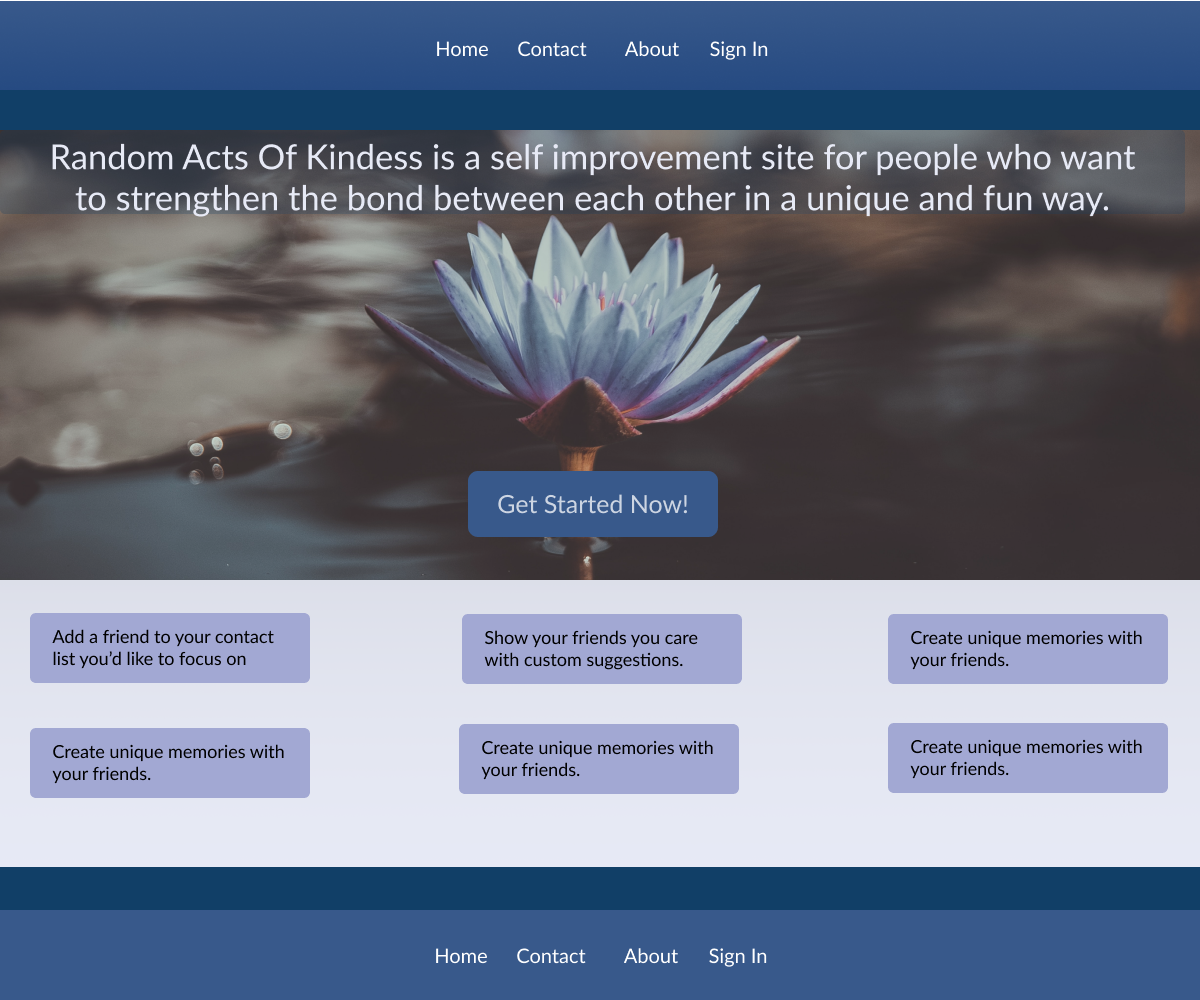 Home Contact About Sign In
Random Acts Of Kindess is a self improvement site for people who want
to strengthen the bond between each other in a unique and fun way.
Get Started Now!
Add a friend to your contact
list you’d like to focus on
Show your friends you care
with custom suggestions.
Create unique memories with
your friends.
Create unique memories with
your friends.
Create unique memories with
your friends.
Create unique memories with
your friends.
Home Contact About Sign In